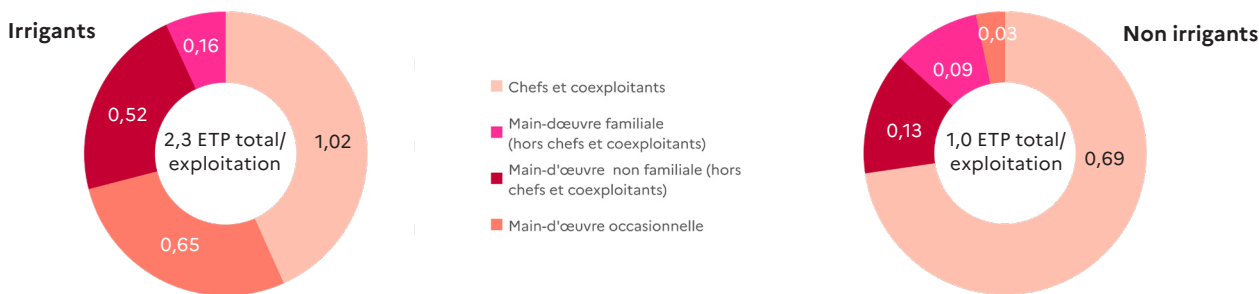 Irrigants
0,16
0,52
2,3 ETP total/
exploitation
1,02
0,65
Chefs et coexploitants
Main-dœuvre familiale
(hors chefs et coexploitants)
Main-d'œuvre non familiale (hors
chefs et coexploitants)
Main-d'œuvre occasionnelle
Non irrigants
0,03
0,09
0,13
1,0 ETP total/
exploitation
0,69